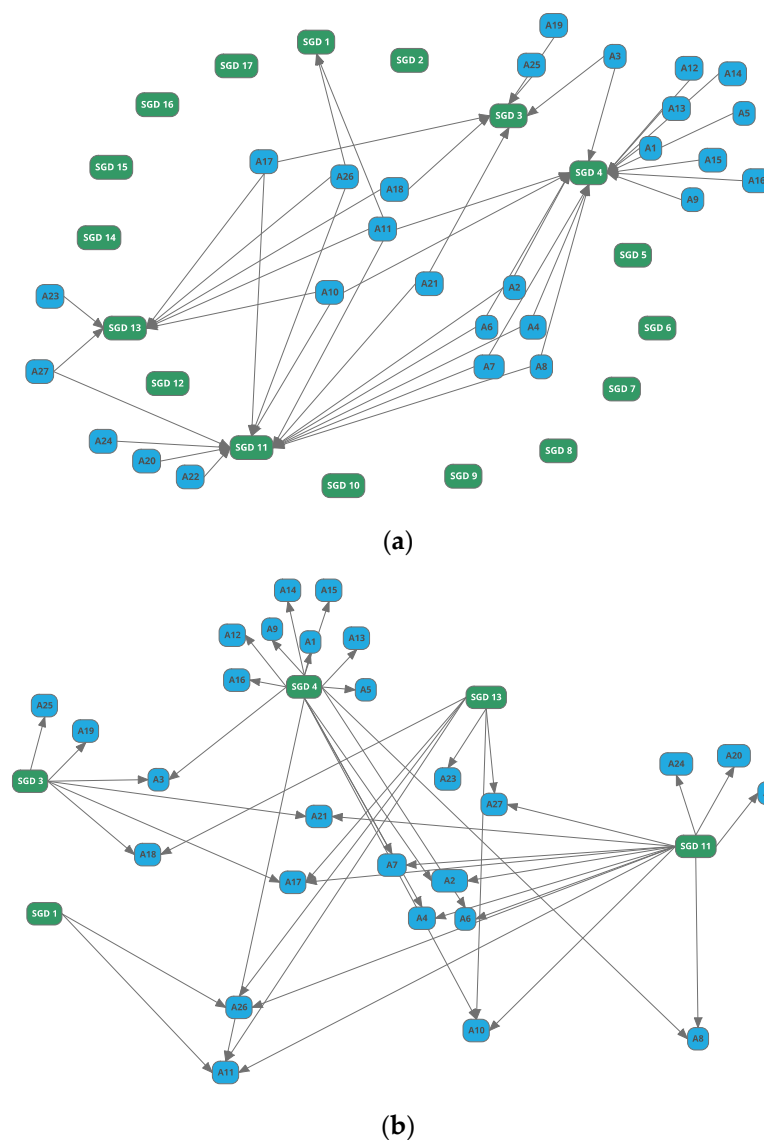 A19
SGD 1
A3
SGD 17
SGD 2
A25
A12
A14
SGD 16
A13
A5
SGD 3
A1
A17
A15
SGD 15
A26
SGD 4
A16
A18
A9
A11
SGD 14
SGD 5
A21
A2
A23
A10
SGD 13
A6
A4
SGD 6
A7
A8
A27
SGD 12
SGD 7
A24
SGD 11
SGD 8
A20
A22
SGD 9
SGD 10
(a)
A14
A15
A9
A12
A1
A13
A16
SGD 4
A5
SGD 13
A25
A19
A20
A24
SGD 3
A3
A23
A27
A21
SGD 11
A18
A7
A17
A2
SGD 1
A4
A6
A26
A10
A8
A11
(b)